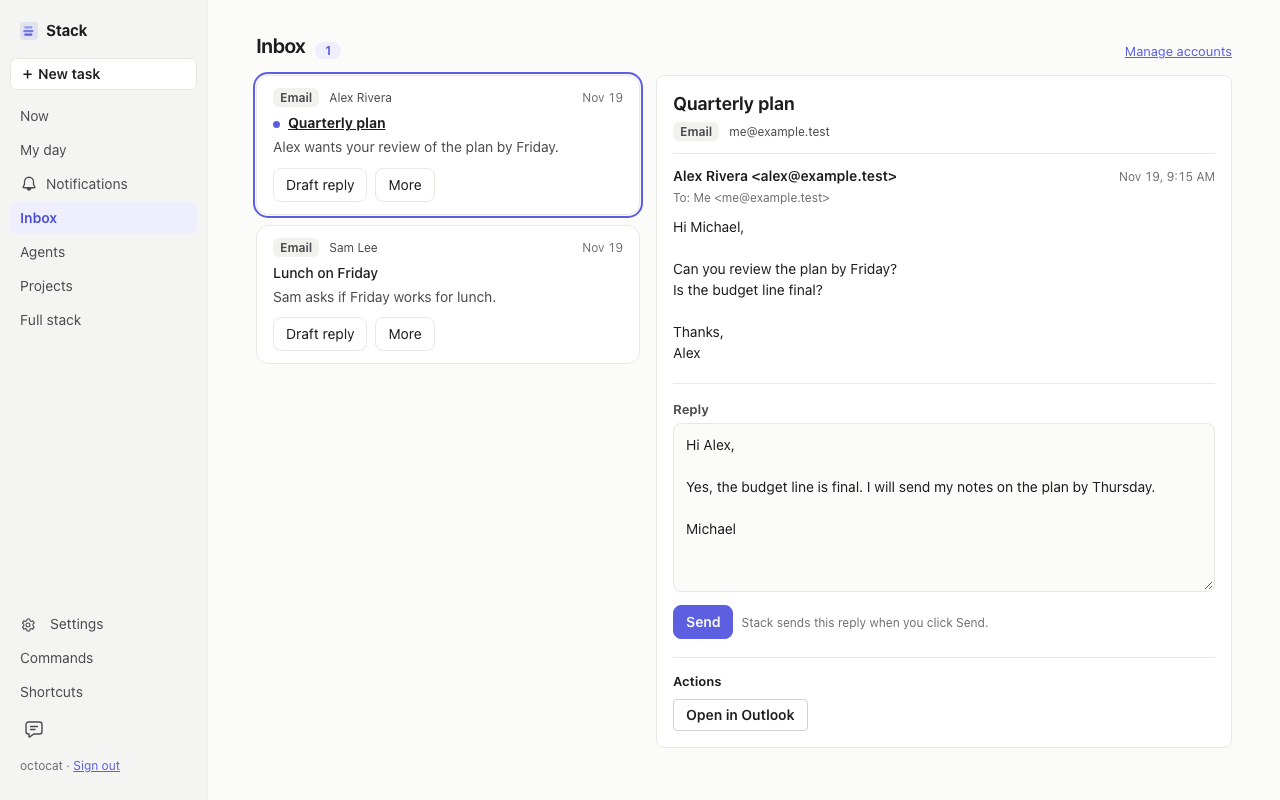 Stack
+ New task
Now
My day
Notifications
Inbox
Agents
Projects
Full stack
Settings
Commands
Shortcuts
octocat · Sign out
Inbox 1
Manage accounts
Email Alex Rivera Nov 19
Quarterly plan
Alex wants your review of the plan by Friday.
Draft reply More
Email Sam Lee Nov 19
Lunch on Friday
Sam asks if Friday works for lunch.
Draft reply More
Quarterly plan
Email me@example.test
Alex Rivera <alex@example.test> Nov 19, 9:15 AM
To: Me <me@example.test>
Hi Michael,
Can you review the plan by Friday?
Is the budget line final?
Thanks,
Alex
Reply
Hi Alex,
Yes, the budget line is final. I will send my notes on the plan by Thursday.
Michael
Send Stack sends this reply when you click Send.
Actions
Open in Outlook